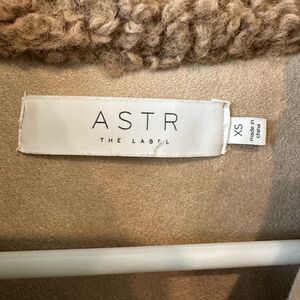 ASTR
THE LABEL
XS
made in
china